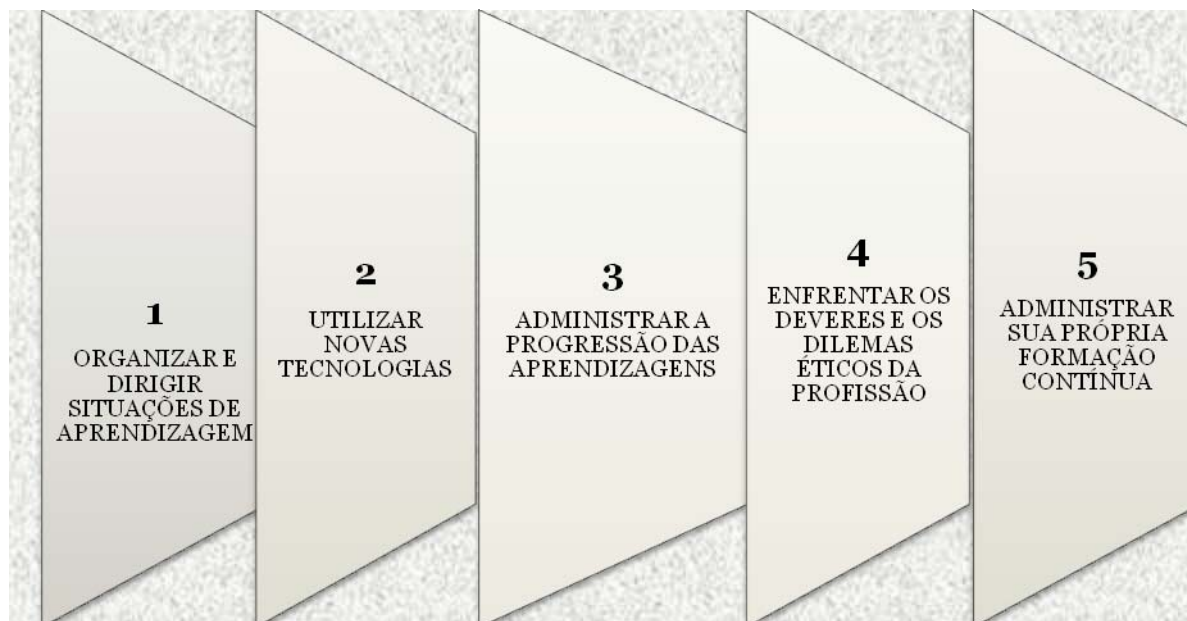 1
ORGANIZAR E
DIRIGIR
SITUAÇÕES DE
APRENDIZAGEM
2
UTILIZAR
NOVAS
TECNOLOGIAS
3
ADMINISTRAR A
PROGRESSÃO DAS
APRENDIZAGENS
4
ENFRENTAR OS
DEVERES E OS
DILEMAS
ÉTICOS DA
PROFISSÃO
5
ADMINISTRAR
SUA PRÓPRIA
FORMAÇÃO
CONTÍNUA